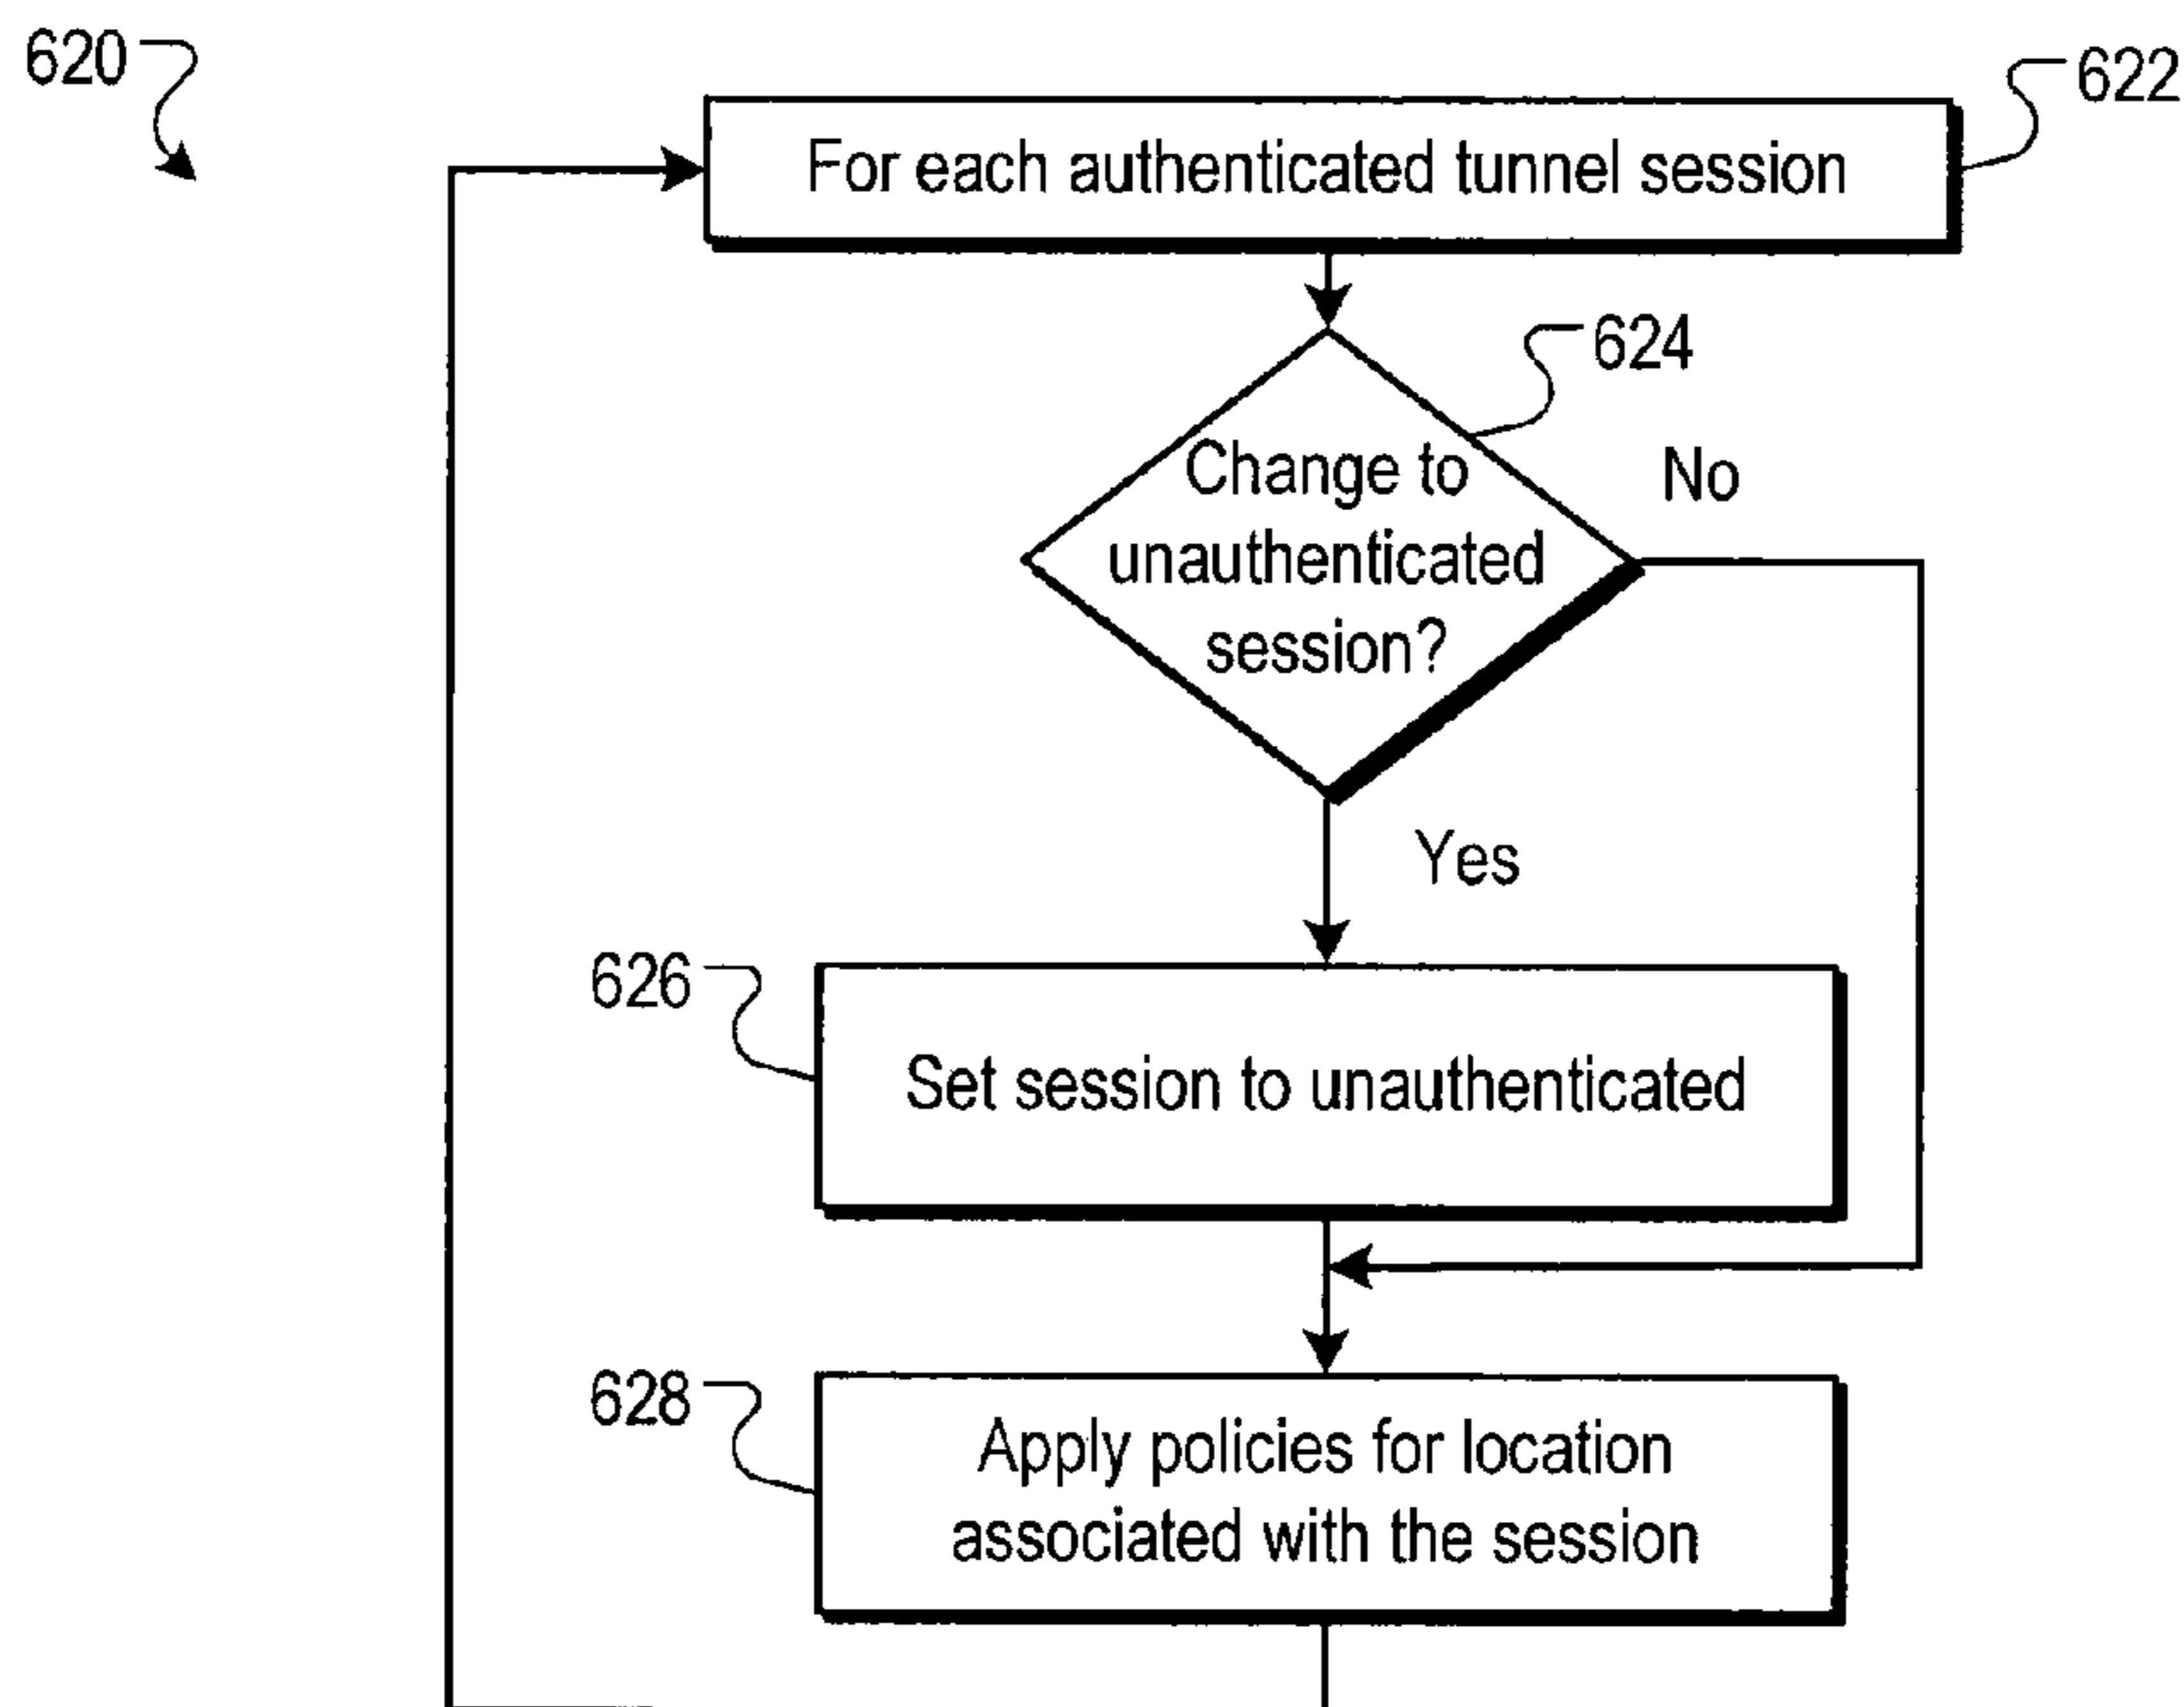 620
622
For each authenticated tunnel session
624
Change to
unauthenticated
session?
No
Yes
626
Set session to unauthenticated
628
Apply policies for location
associated with the session